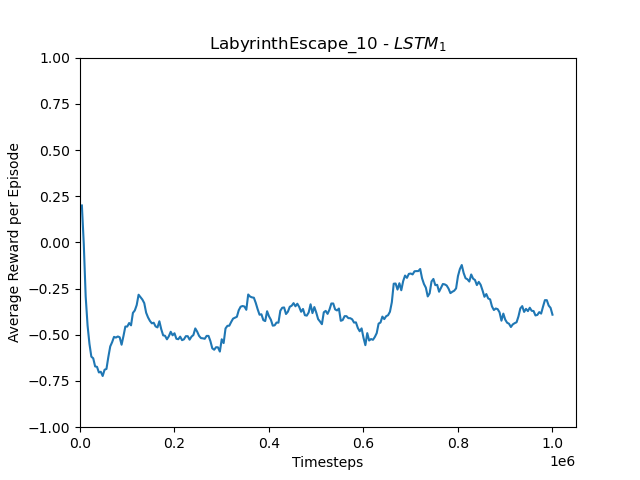 LabyrinthEscape_10 - LSTM₁
Average Reward per Episode
1.00
0.75
0.50
0.25
0.00
−0.25
−0.50
−0.75
−1.00
0.0 0.2 0.4 0.6 0.8 1.0
1e6
Timesteps